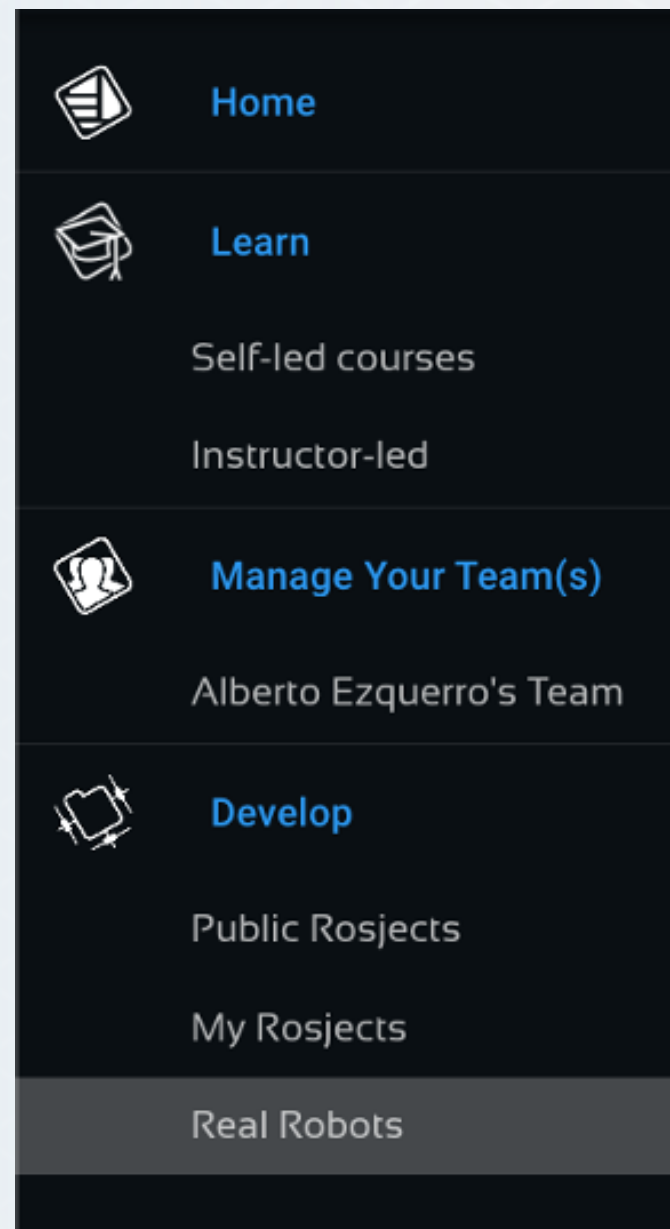 Home
Learn
Self-led courses
Instructor-led
Manage Your Team(s)
Alberto Ezquerro's Team
Develop
Public Rosjects
My Rosjects
Real Robots